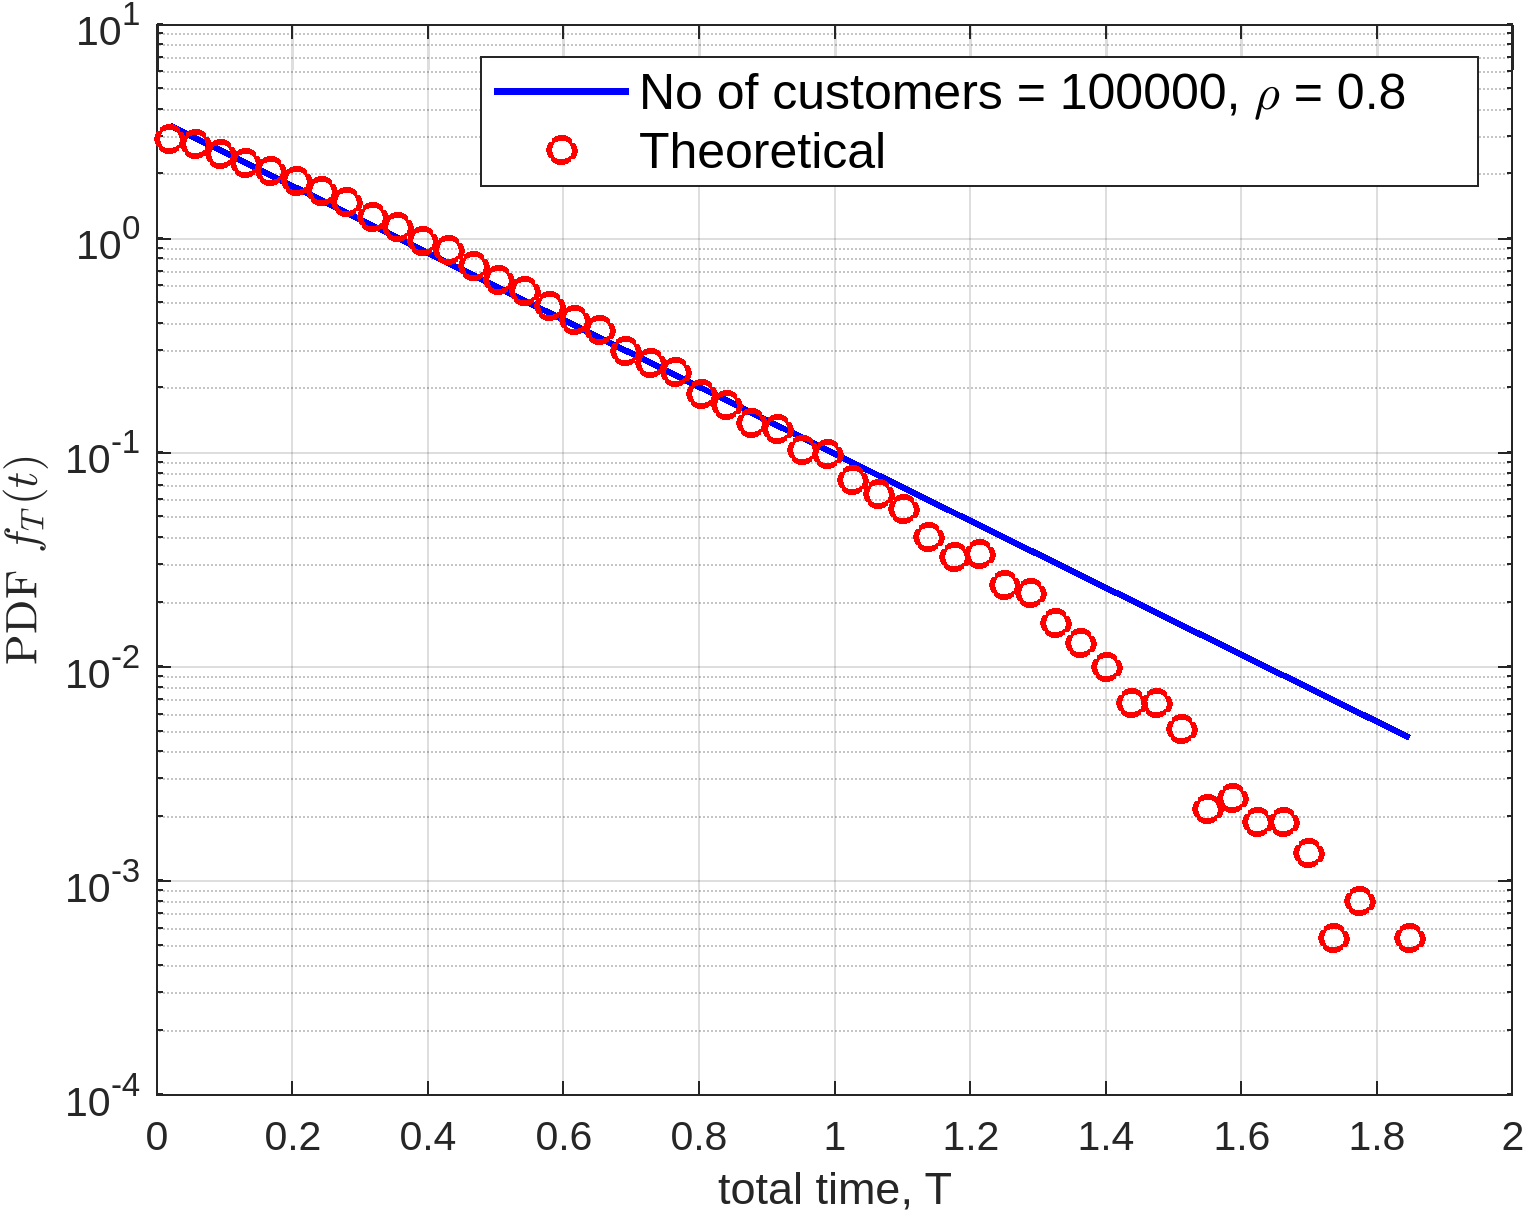 No of customers = 100000, ρ = 0.8
Theoretical
10^1
10^0
10^-1
10^-2
10^-3
10^-4
PDF f_T(t)
0 0.2 0.4 0.6 0.8 1 1.2 1.4 1.6 1.8 2
total time, T